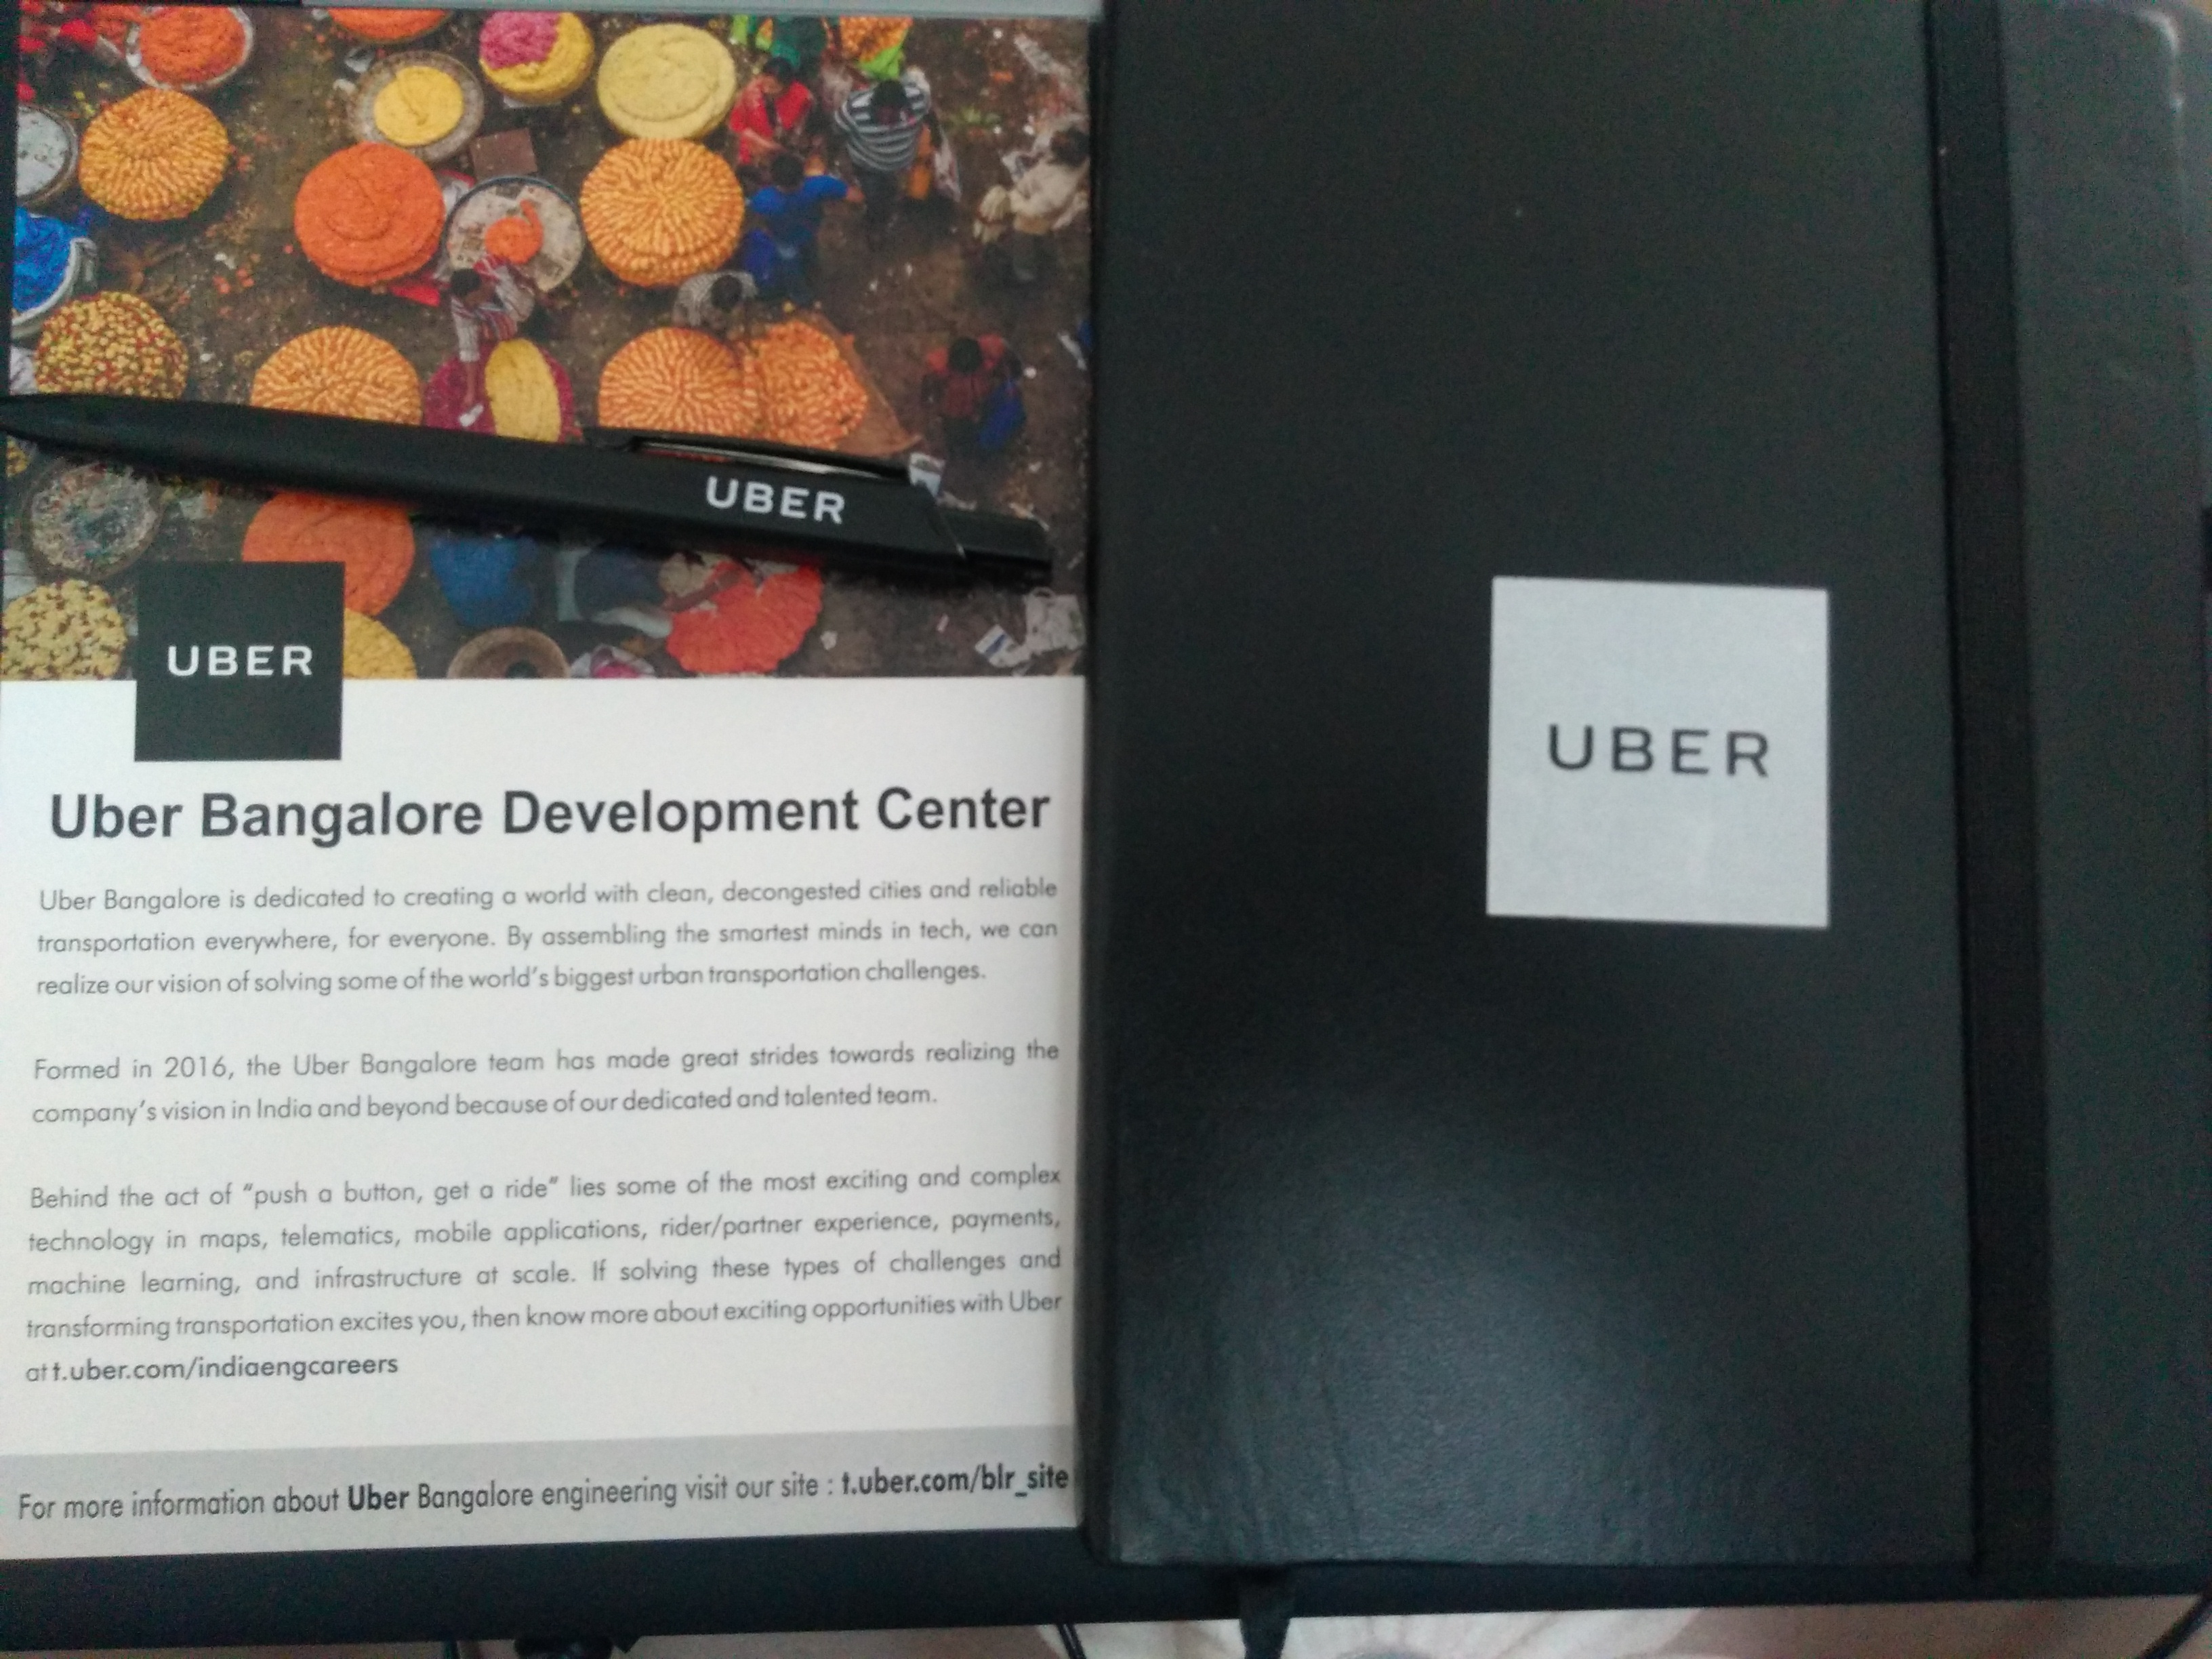 UBER
UBER
Uber Bangalore Development Center
Uber Bangalore is dedicated to creating a world with clean, decongested cities and reliable
transportation everywhere, for everyone. By assembling the smartest minds in tech, we can
realize our vision of solving some of the world's biggest urban transportation challenges.
Formed in 2016, the Uber Bangalore team has made great strides towards realizing the
company's vision in India and beyond because of our dedicated and talented team.
Behind the act of "push a button, get a ride" lies some of the most exciting and complex
technology in maps, telematics, mobile applications, rider/partner experience, payments,
machine learning, and infrastructure at scale. If solving these types of challenges and
transforming transportation excites you, then know more about exciting opportunities with Uber
at t.uber.com/indiaengcareers
For more information about Uber Bangalore engineering visit our site : t.uber.com/blr_site
UBER